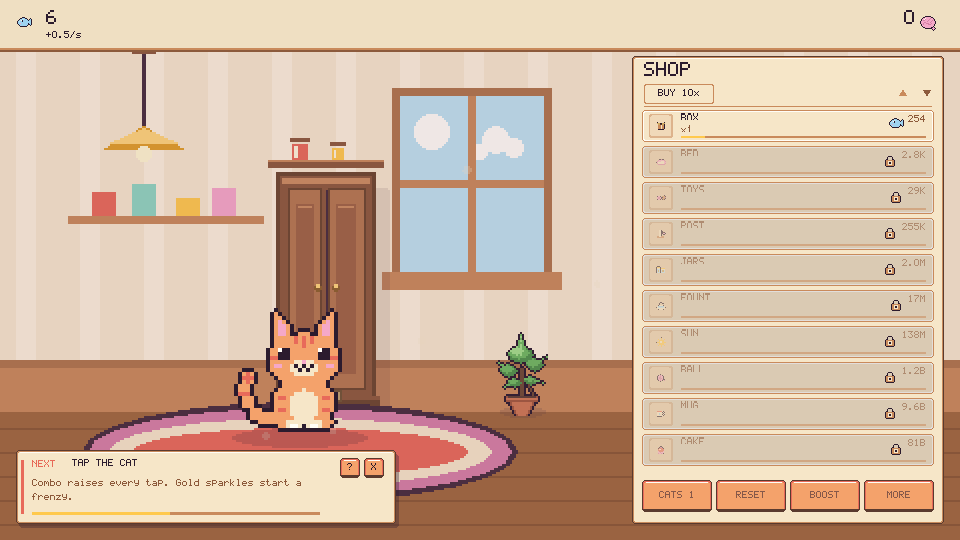 6
+0.5/s
0
SHOP
BUY 10x
BOX
x1
254
BED
2.8K
TOYS
29K
POST
255K
JARS
2.0M
FOUNT
17M
SUN
138M
BALL
1.2B
MUG
9.6B
CAKE
81B
CATS 1
RESET
BOOST
MORE
NEXT TAP THE CAT
? X
Combo raises every taP. Gold sParkles start a
frenzy.